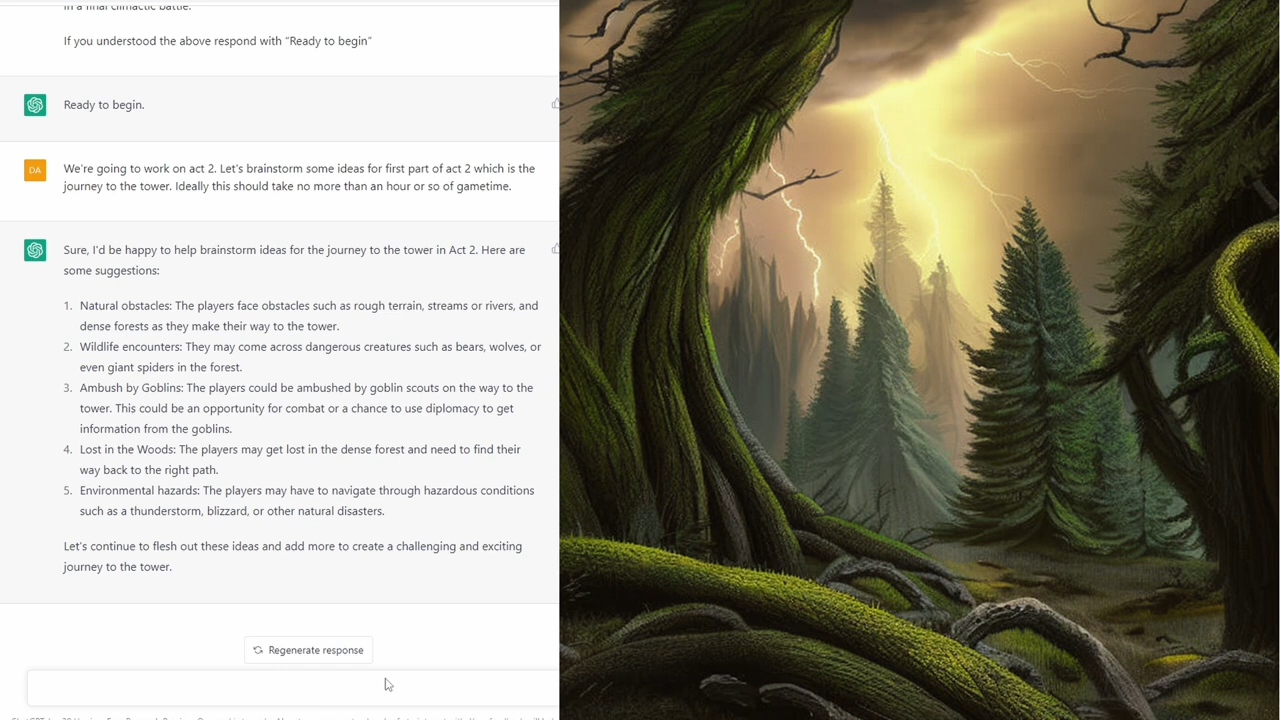 in a final climactic battle.
If you understood the above respond with “Ready to begin”
Ready to begin.
DA
We're going to work on act 2. Let's brainstorm some ideas for first part of act 2 which is the
journey to the tower. Ideally this should take no more than an hour or so of gametime.
Sure, I'd be happy to help brainstorm ideas for the journey to the tower in Act 2. Here are
some suggestions:
1. Natural obstacles: The players face obstacles such as rough terrain, streams or rivers, and
dense forests as they make their way to the tower.
2. Wildlife encounters: They may come across dangerous creatures such as bears, wolves, or
even giant spiders in the forest.
3. Ambush by Goblins: The players could be ambushed by goblin scouts on the way to the
tower. This could be an opportunity for combat or a chance to use diplomacy to get
information from the goblins.
4. Lost in the Woods: The players may get lost in the dense forest and need to find their
way back to the right path.
5. Environmental hazards: The players may have to navigate through hazardous conditions
such as a thunderstorm, blizzard, or other natural disasters.
Let's continue to flesh out these ideas and add more to create a challenging and exciting
journey to the tower.
Regenerate response